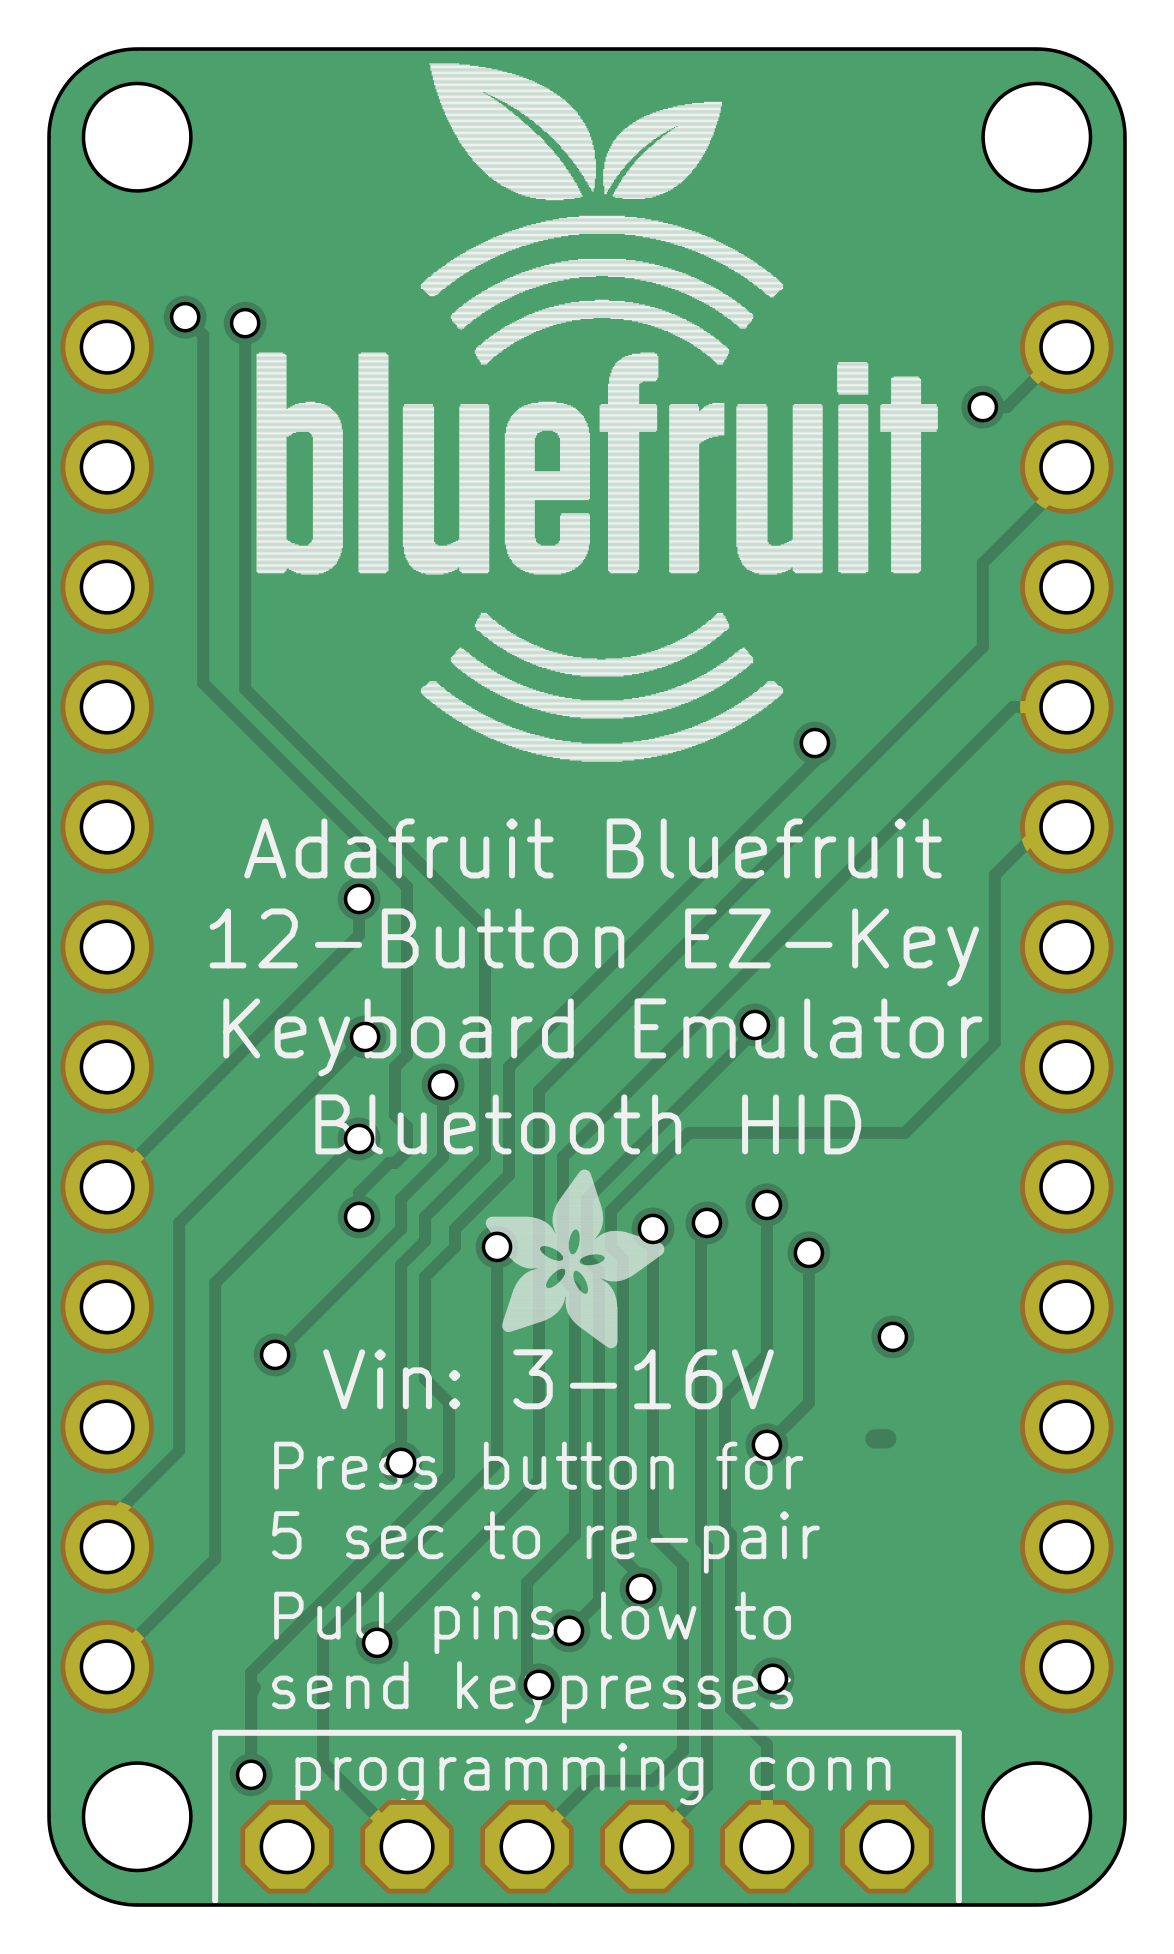 bluefruit
Adafruit Bluefruit
12-Button EZ-Key
Keyboard Emulator
Bluetooth HID
Vin: 3-16V
Press button for
5 sec to re-pair
Pull pins low to
send keypresses
programming conn